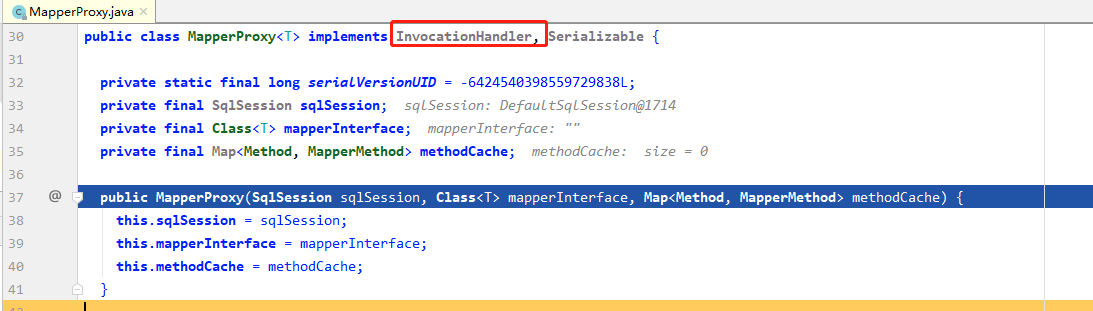 MapperProxy.java
30 public class MapperProxy<T> implements InvocationHandler, Serializable {
31
32 private static final long serialVersionUID = -6424540398559729838L;
33 private final SqlSession sqlSession; sqlSession: DefaultSqlSession@1714
34 private final Class<T> mapperInterface; mapperInterface: ""
35 private final Map<Method, MapperMethod> methodCache; methodCache: size = 0
36
37 @ public MapperProxy(SqlSession sqlSession, Class<T> mapperInterface, Map<Method, MapperMethod> methodCache) {
38 this.sqlSession = sqlSession;
39 this.mapperInterface = mapperInterface;
40 this.methodCache = methodCache;
41 }